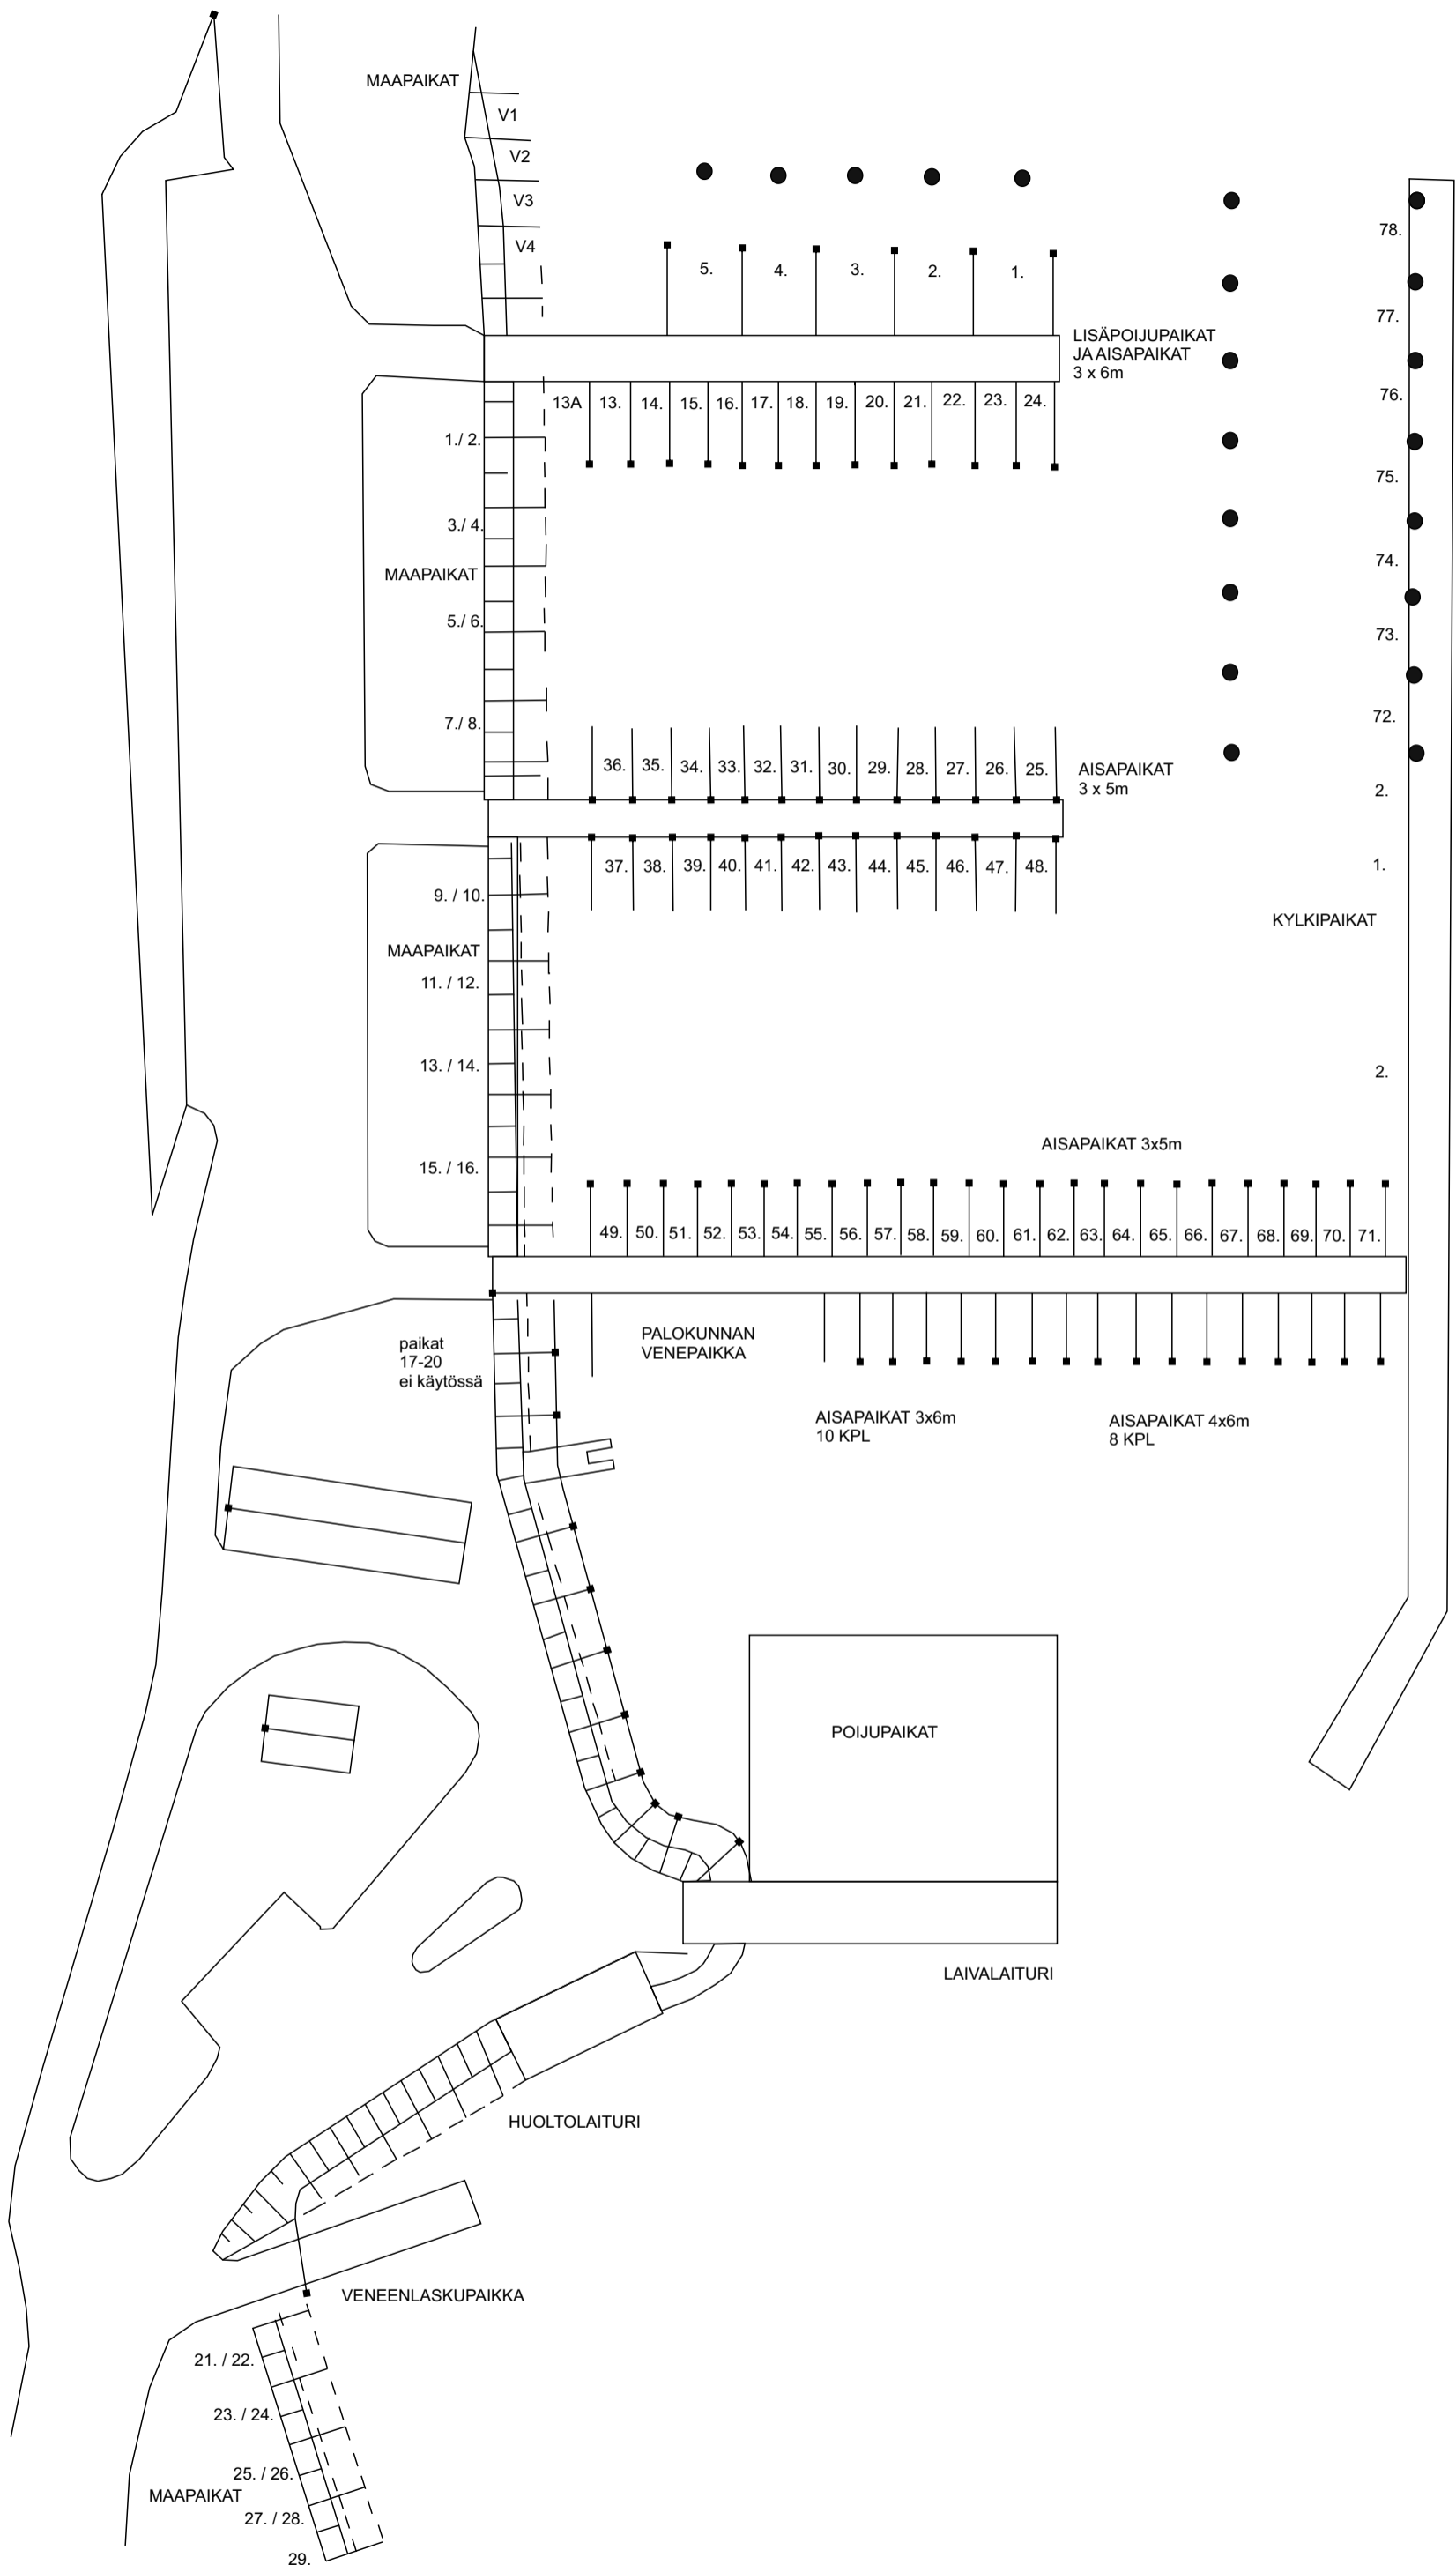 MAAPAIKAT
V1
V2
V3
V4
78.
5. 4. 3. 2. 1.
77.
LISÄPOIJUPAIKAT
JA AISAPAIKAT
3 x 6m
76.
13A 13. 14. 15. 16. 17. 18. 19. 20. 21. 22. 23. 24.
1./ 2.
75.
3./ 4.
74.
MAAPAIKAT
5./ 6.
73.
7./ 8.
72.
36. 35. 34. 33. 32. 31. 30. 29. 28. 27. 26. 25.
AISAPAIKAT
3 x 5m
2.
37. 38. 39. 40. 41. 42. 43. 44. 45. 46. 47. 48.
1.
9. / 10.
KYLKIPAIKAT
MAAPAIKAT
11. / 12.
13. / 14.
2.
AISAPAIKAT 3x5m
15. / 16.
49. 50. 51. 52. 53. 54. 55. 56. 57. 58. 59. 60. 61. 62. 63. 64. 65. 66. 67. 68. 69. 70. 71.
paikat
17-20
ei käytössä
PALOKUNNAN
VENEPAIKKA
AISAPAIKAT 3x6m
10 KPL
AISAPAIKAT 4x6m
8 KPL
POIJUPAIKAT
LAIVALAITURI
HUOLTOLAITURI
VENEENLASKUPAIKKA
21. / 22.
23. / 24.
25. / 26.
MAAPAIKAT
27. / 28.
29.